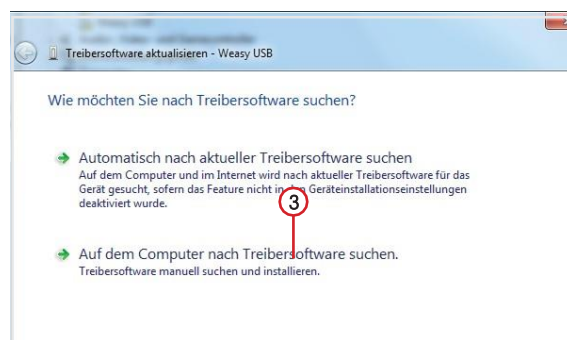 Treibersoftware aktualisieren - Weasy USB
Wie möchten Sie nach Treibersoftware suchen?
Automatisch nach aktueller Treibersoftware suchen
Auf dem Computer und im Internet wird nach aktueller Treibersoftware für das
Gerät gesucht, sofern das Feature nicht in den Geräteinstallationseinstellungen
deaktiviert wurde.
3
Auf dem Computer nach Treibersoftware suchen.
Treibersoftware manuell suchen und installieren.